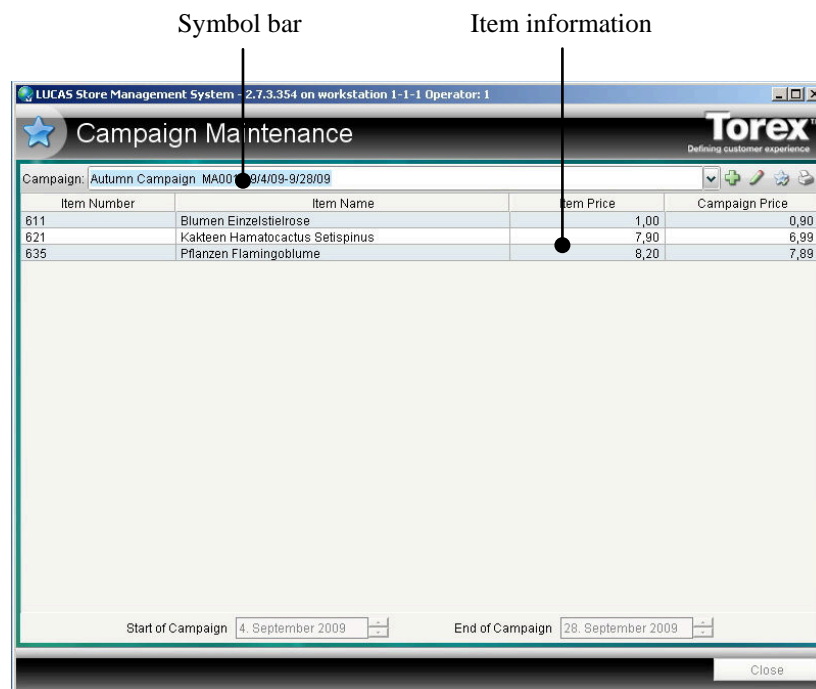 Symbol bar Item information
LUCAS Store Management System - 2.7.3.354 on workstation 1-1-1 Operator: 1
Campaign Maintenance
Torex™
Defining customer experience
Campaign: Autumn Campaign MA001 9/4/09-9/28/09
Item Number Item Name Item Price Campaign Price
611 Blumen Einzelstielrose 1,00 0,90
621 Kakteen Hamatocactus Setispinus 7,90 6,99
635 Pflanzen Flamingoblume 8,20 7,89
Start of Campaign 4. September 2009 End of Campaign 28. September 2009
Close